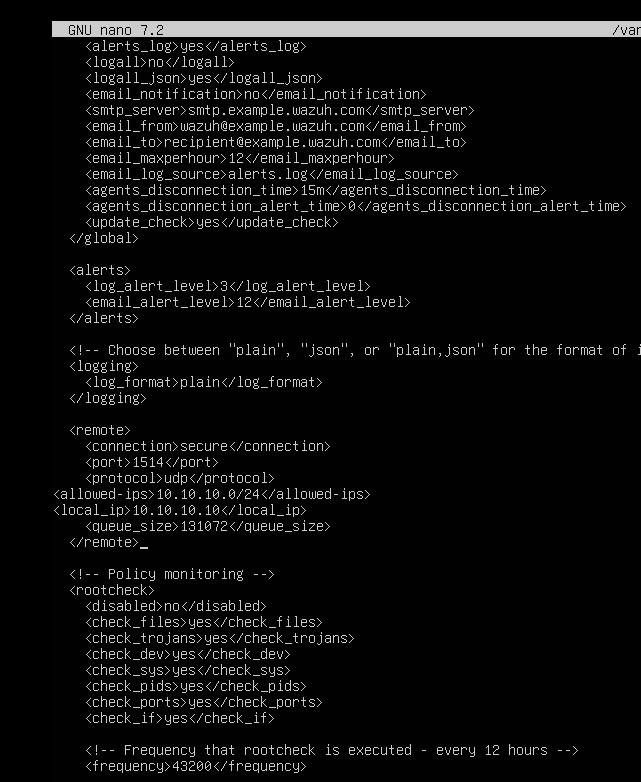 GNU nano 7.2 /var
<alerts_log>yes</alerts_log>
<logall>no</logall>
<logall_json>yes</logall_json>
<email_notification>no</email_notification>
<smtp_server>smtp.example.wazuh.com</smtp_server>
<email_from>wazuh@example.wazuh.com</email_from>
<email_to>recipient@example.wazuh.com</email_to>
<email_maxperhour>12</email_maxperhour>
<email_log_source>alerts.log</email_log_source>
<agents_disconnection_time>15m</agents_disconnection_time>
<agents_disconnection_alert_time>0</agents_disconnection_alert_time>
<update_check>yes</update_check>
</global>
<alerts>
<log_alert_level>3</log_alert_level>
<email_alert_level>12</email_alert_level>
</alerts>
<!-- Choose between "plain", "json", or "plain,json" for the format of i
<logging>
<log_format>plain</log_format>
</logging>
<remote>
<connection>secure</connection>
<port>1514</port>
<protocol>udp</protocol>
<allowed-ips>10.10.10.0/24</allowed-ips>
<local_ip>10.10.10.10</local_ip>
<queue_size>131072</queue_size>
</remote>_
<!-- Policy monitoring -->
<rootcheck>
<disabled>no</disabled>
<check_files>yes</check_files>
<check_trojans>yes</check_trojans>
<check_dev>yes</check_dev>
<check_sys>yes</check_sys>
<check_pids>yes</check_pids>
<check_ports>yes</check_ports>
<check_if>yes</check_if>
<!-- Frequency that rootcheck is executed - every 12 hours -->
<frequency>43200</frequency>